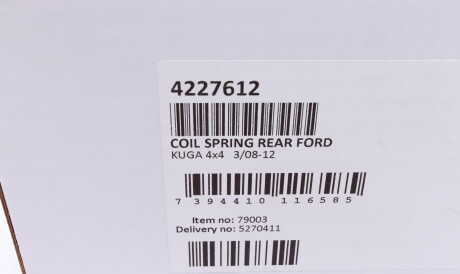 4227612
COIL SPRING REAR FORD
KUGA 4x4 3/08-12
7 394410 116585
Item no: 79003
Delivery no: 5270411